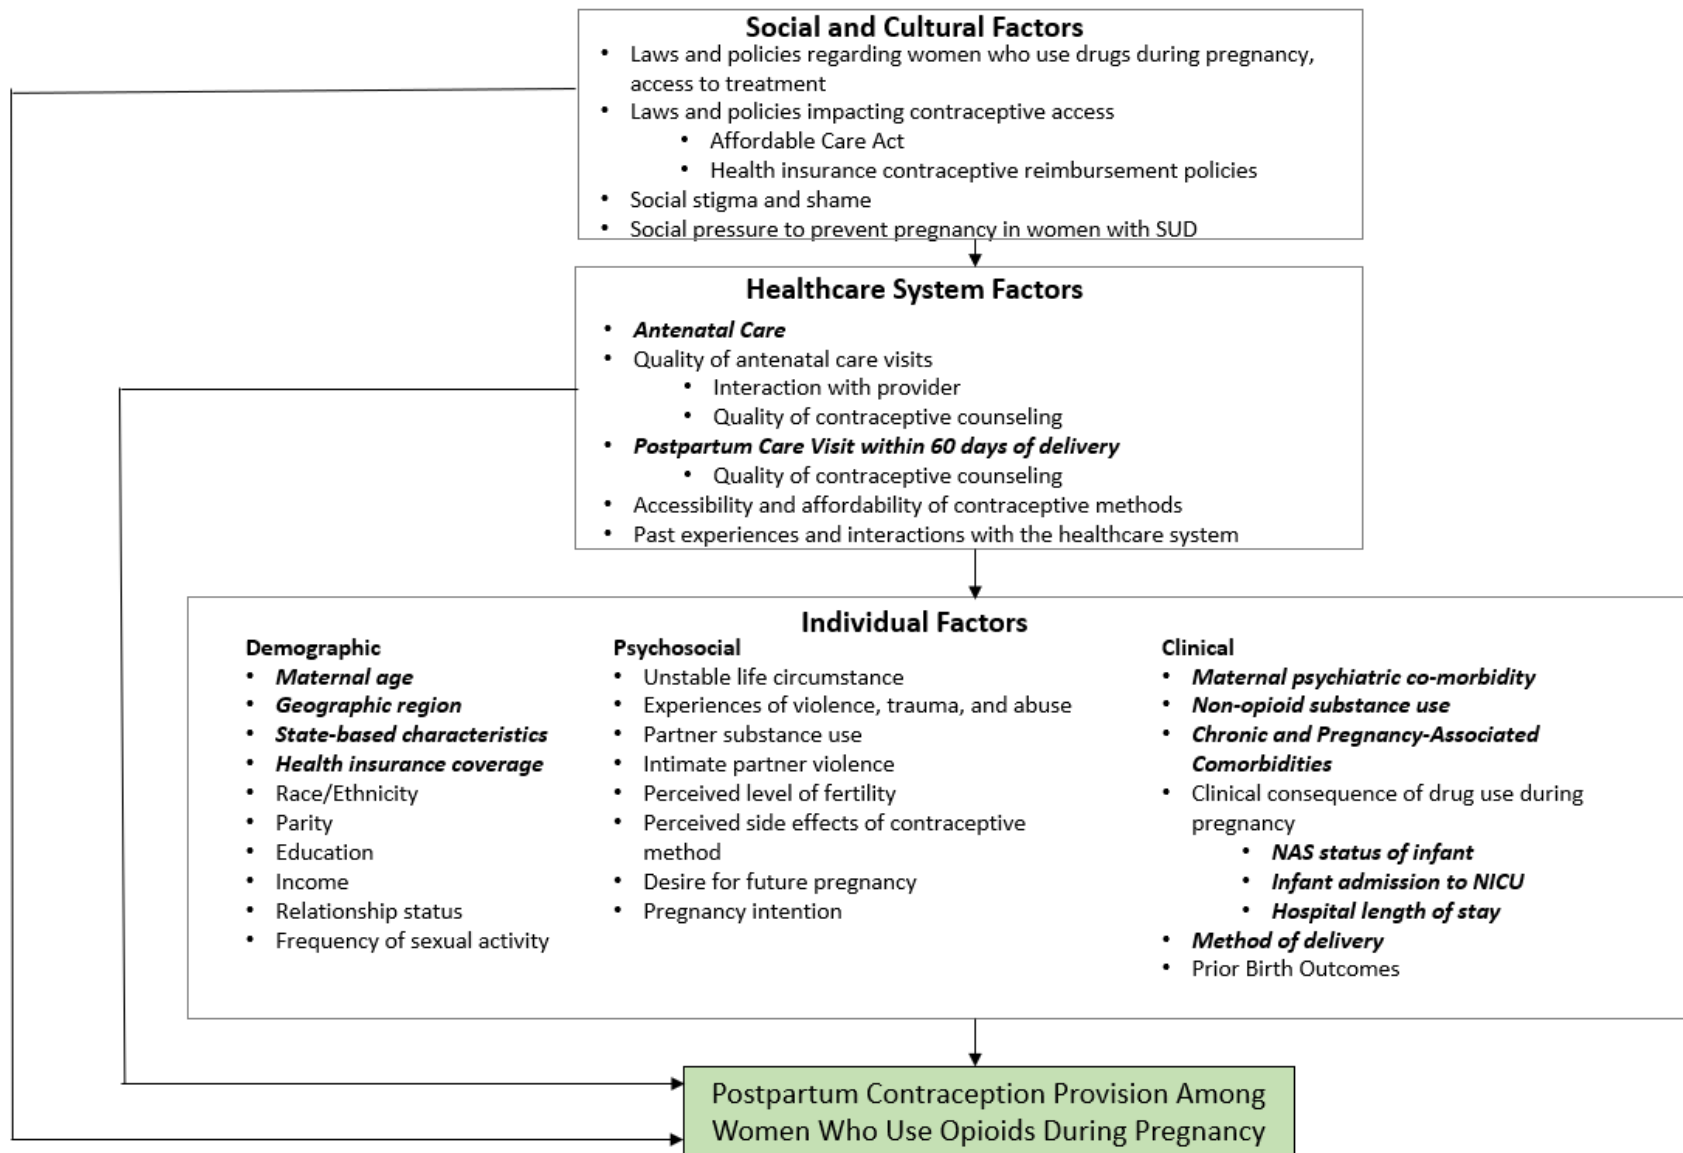 Social and Cultural Factors
• Laws and policies regarding women who use drugs during pregnancy,
access to treatment
• Laws and policies impacting contraceptive access
• Affordable Care Act
• Health insurance contraceptive reimbursement policies
• Social stigma and shame
• Social pressure to prevent pregnancy in women with SUD
Healthcare System Factors
• Antenatal Care
• Quality of antenatal care visits
• Interaction with provider
• Quality of contraceptive counseling
• Postpartum Care Visit within 60 days of delivery
• Quality of contraceptive counseling
• Accessibility and affordability of contraceptive methods
• Past experiences and interactions with the healthcare system
Individual Factors
Demographic
• Maternal age
• Geographic region
• State-based characteristics
• Health insurance coverage
• Race/Ethnicity
• Parity
• Education
• Income
• Relationship status
• Frequency of sexual activity
Psychosocial
• Unstable life circumstance
• Experiences of violence, trauma, and abuse
• Partner substance use
• Intimate partner violence
• Perceived level of fertility
• Perceived side effects of contraceptive
method
• Desire for future pregnancy
• Pregnancy intention
Clinical
• Maternal psychiatric co-morbidity
• Non-opioid substance use
• Chronic and Pregnancy-Associated
Comorbidities
• Clinical consequence of drug use during
pregnancy
• NAS status of infant
• Infant admission to NICU
• Hospital length of stay
• Method of delivery
• Prior Birth Outcomes
Postpartum Contraception Provision Among
Women Who Use Opioids During Pregnancy